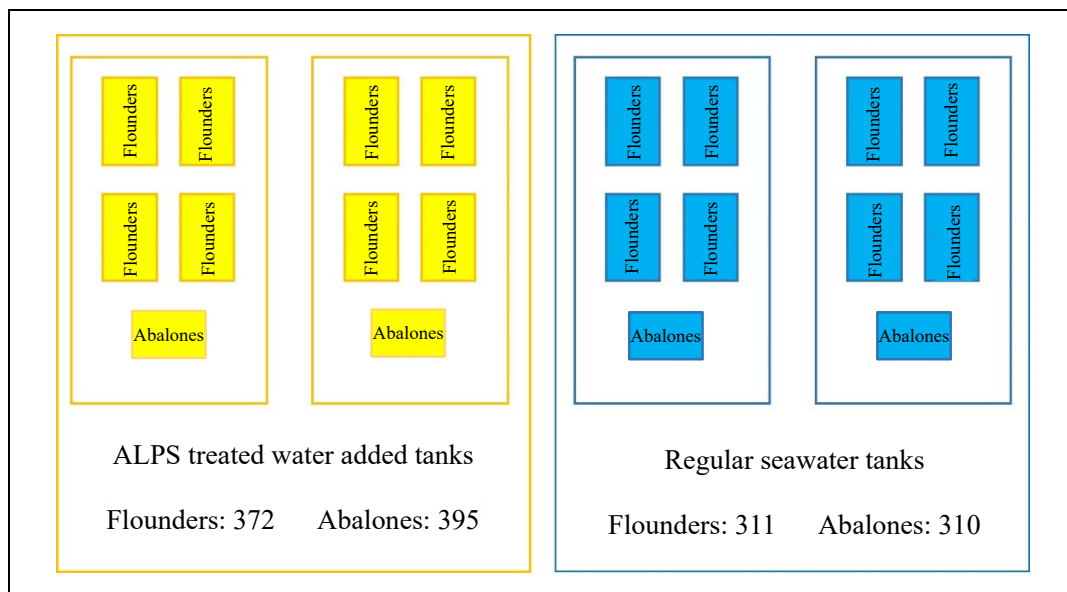 Flounders
Flounders
Flounders
Flounders
Abalones
Flounders
Flounders
Flounders
Flounders
Abalones
ALPS treated water added tanks
Flounders: 372 Abalones: 395
Flounders
Flounders
Flounders
Flounders
Abalones
Flounders
Flounders
Flounders
Flounders
Abalones
Regular seawater tanks
Flounders: 311 Abalones: 310